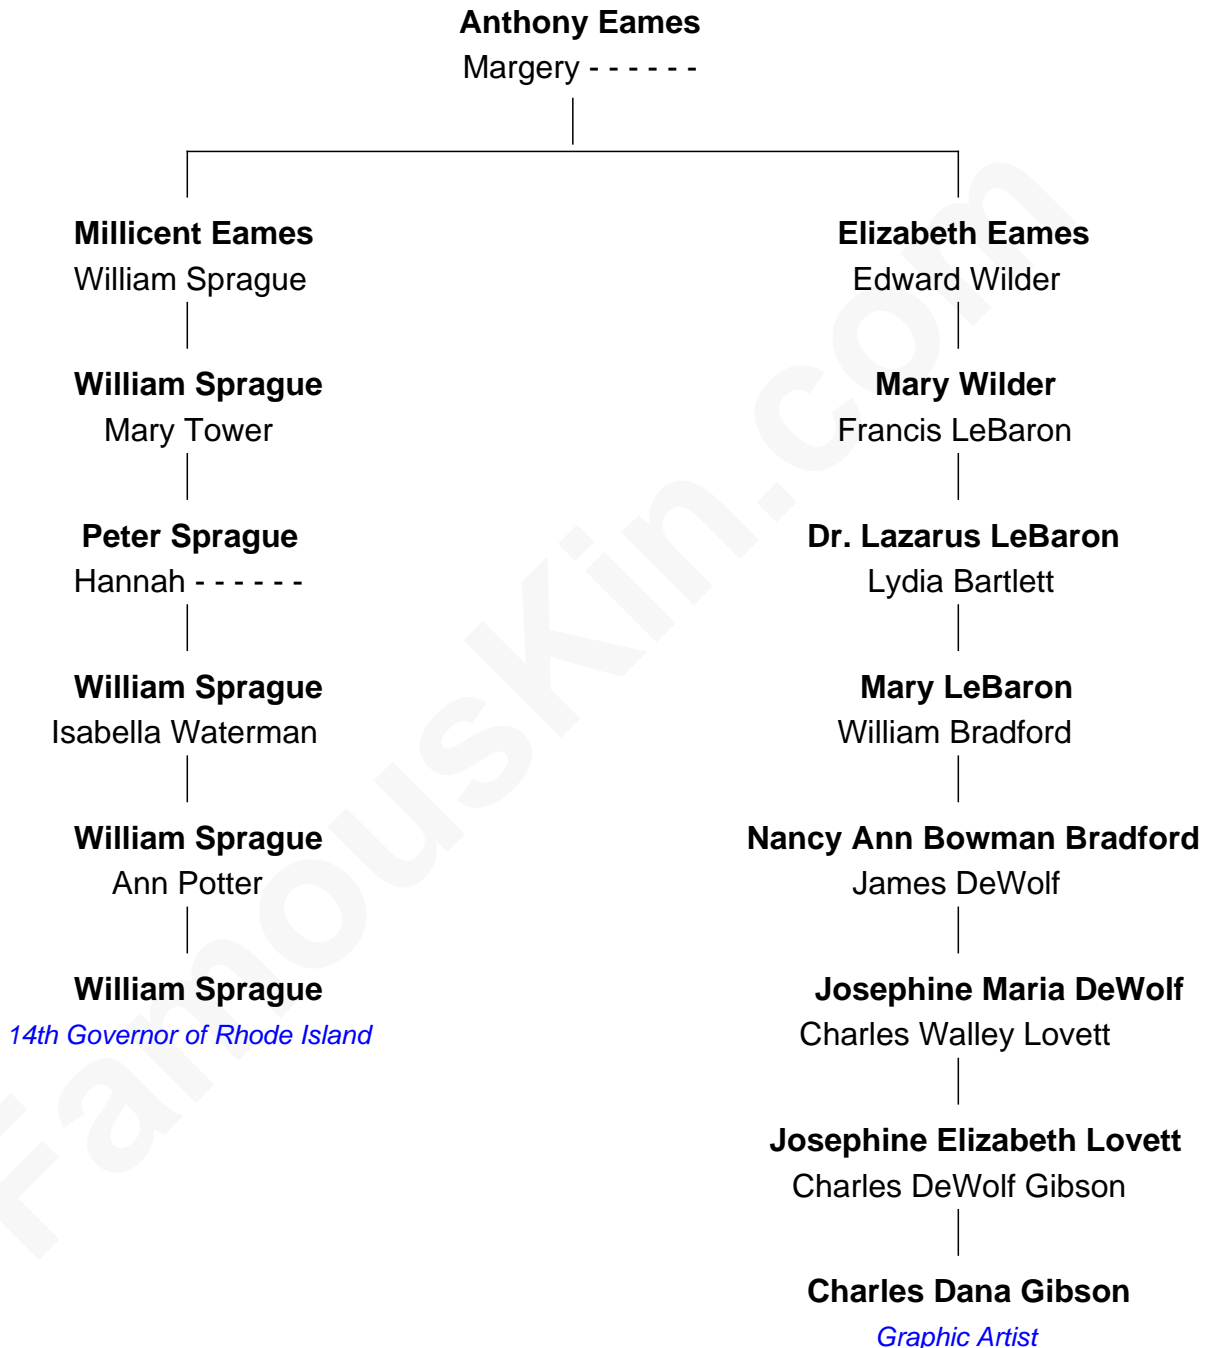 Anthony Eames
Margery - - - - - -
Millicent Eames
William Sprague
Elizabeth Eames
Edward Wilder
William Sprague
Mary Tower
Mary Wilder
Francis LeBaron
Peter Sprague
Hannah - - - - - -
Dr. Lazarus LeBaron
Lydia Bartlett
William Sprague
Isabella Waterman
Mary LeBaron
William Bradford
William Sprague
Ann Potter
Nancy Ann Bowman Bradford
James DeWolf
William Sprague
14th Governor of Rhode Island
Josephine Maria DeWolf
Charles Walley Lovett
Josephine Elizabeth Lovett
Charles DeWolf Gibson
Charles Dana Gibson
Graphic Artist
FamousKin.com